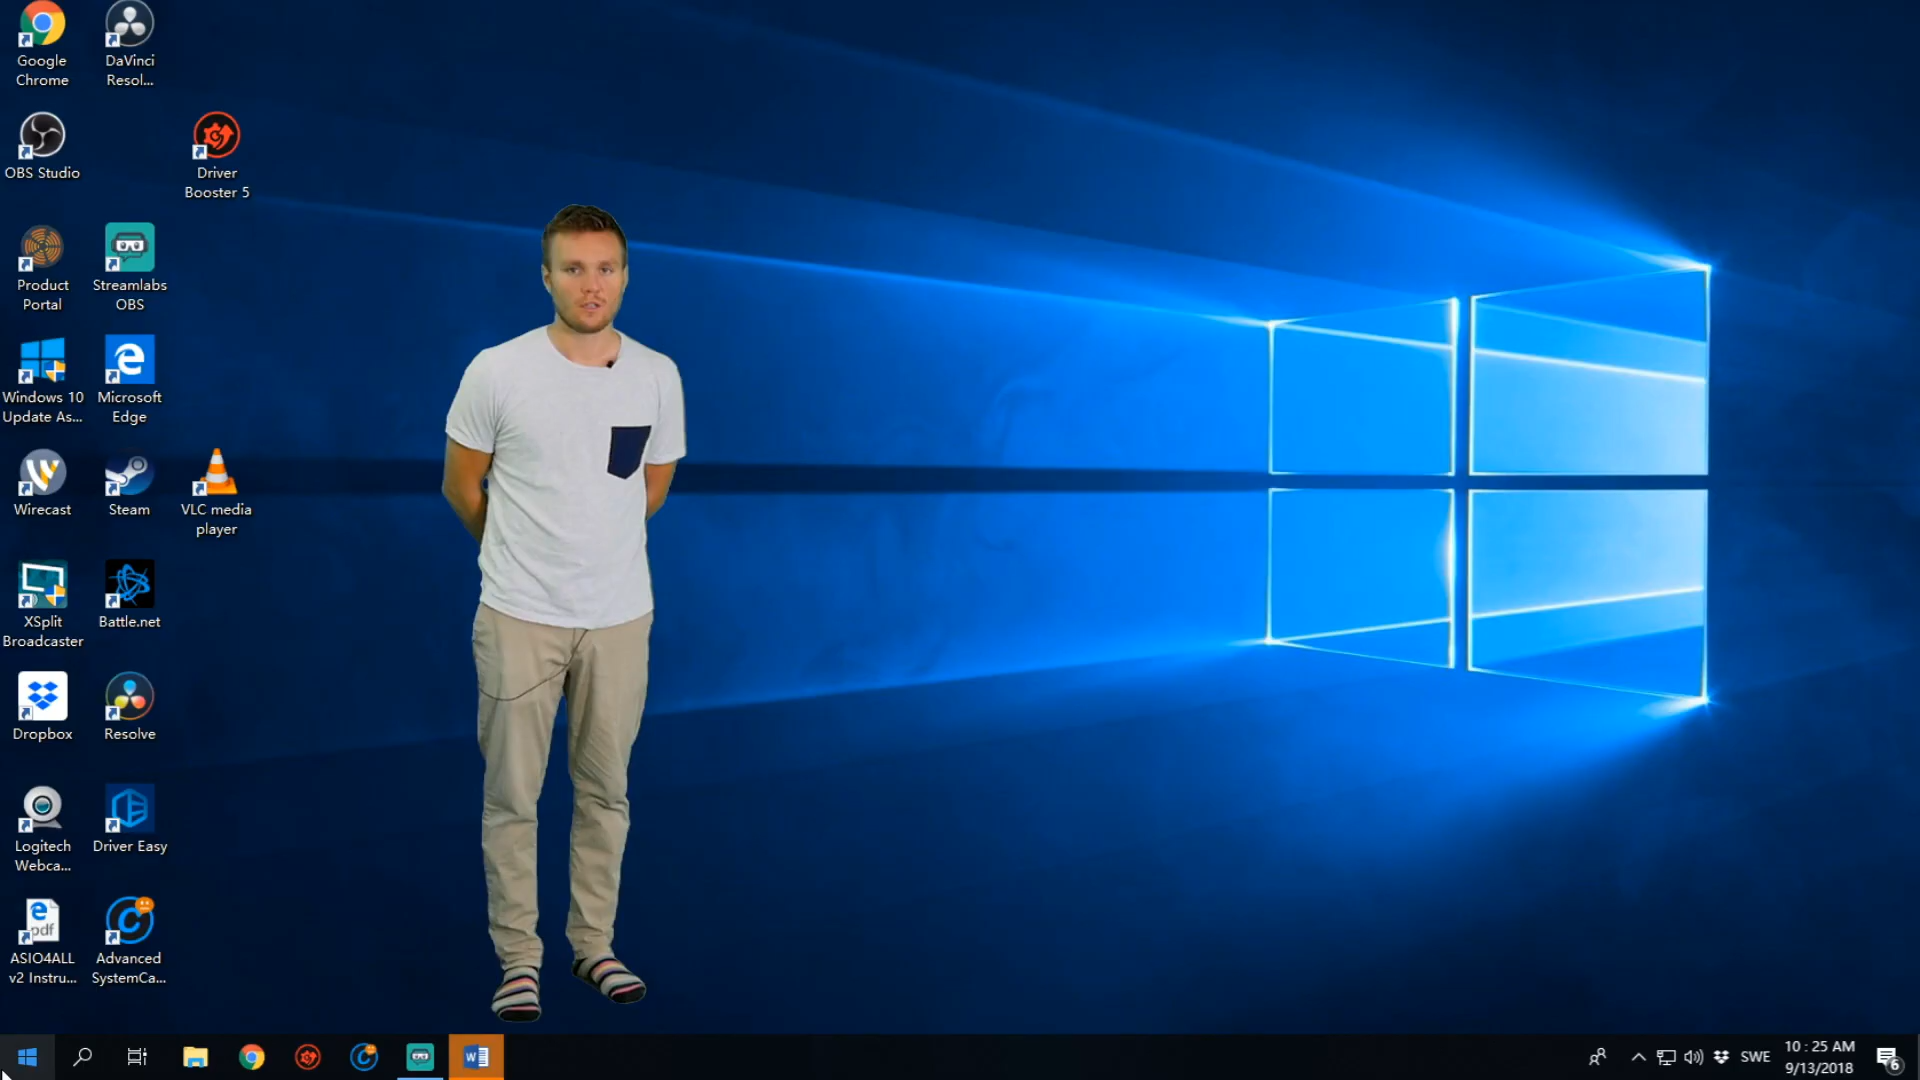 Google
Chrome
DaVinci
Resol...
OBS Studio
Driver
Booster 5
Product
Portal
Streamlabs
OBS
Windows 10
Update As...
Microsoft
Edge
Wirecast
Steam
VLC media
player
XSplit
Broadcaster
Battle.net
Dropbox
Resolve
Logitech
Webca...
Driver Easy
pdf
ASIO4ALL
v2 Instru...
Advanced
SystemCa...
W
SWE
10 : 25 AM
9/13/2018
6